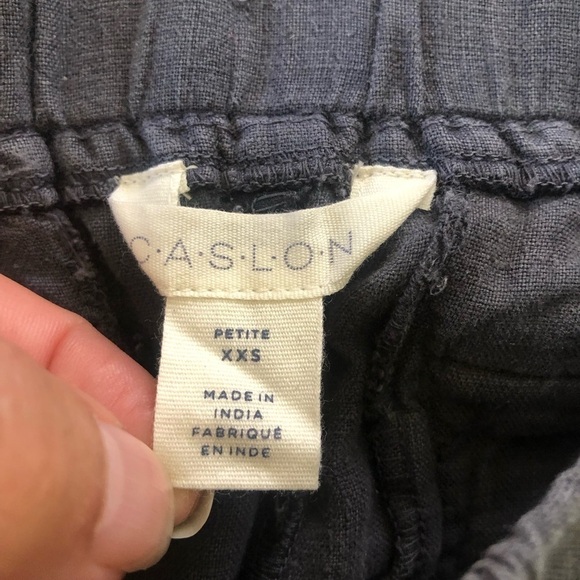 C·A·S·L·O·N
PETITE
XXS
MADE IN
INDIA
FABRIQUÉ
EN INDE